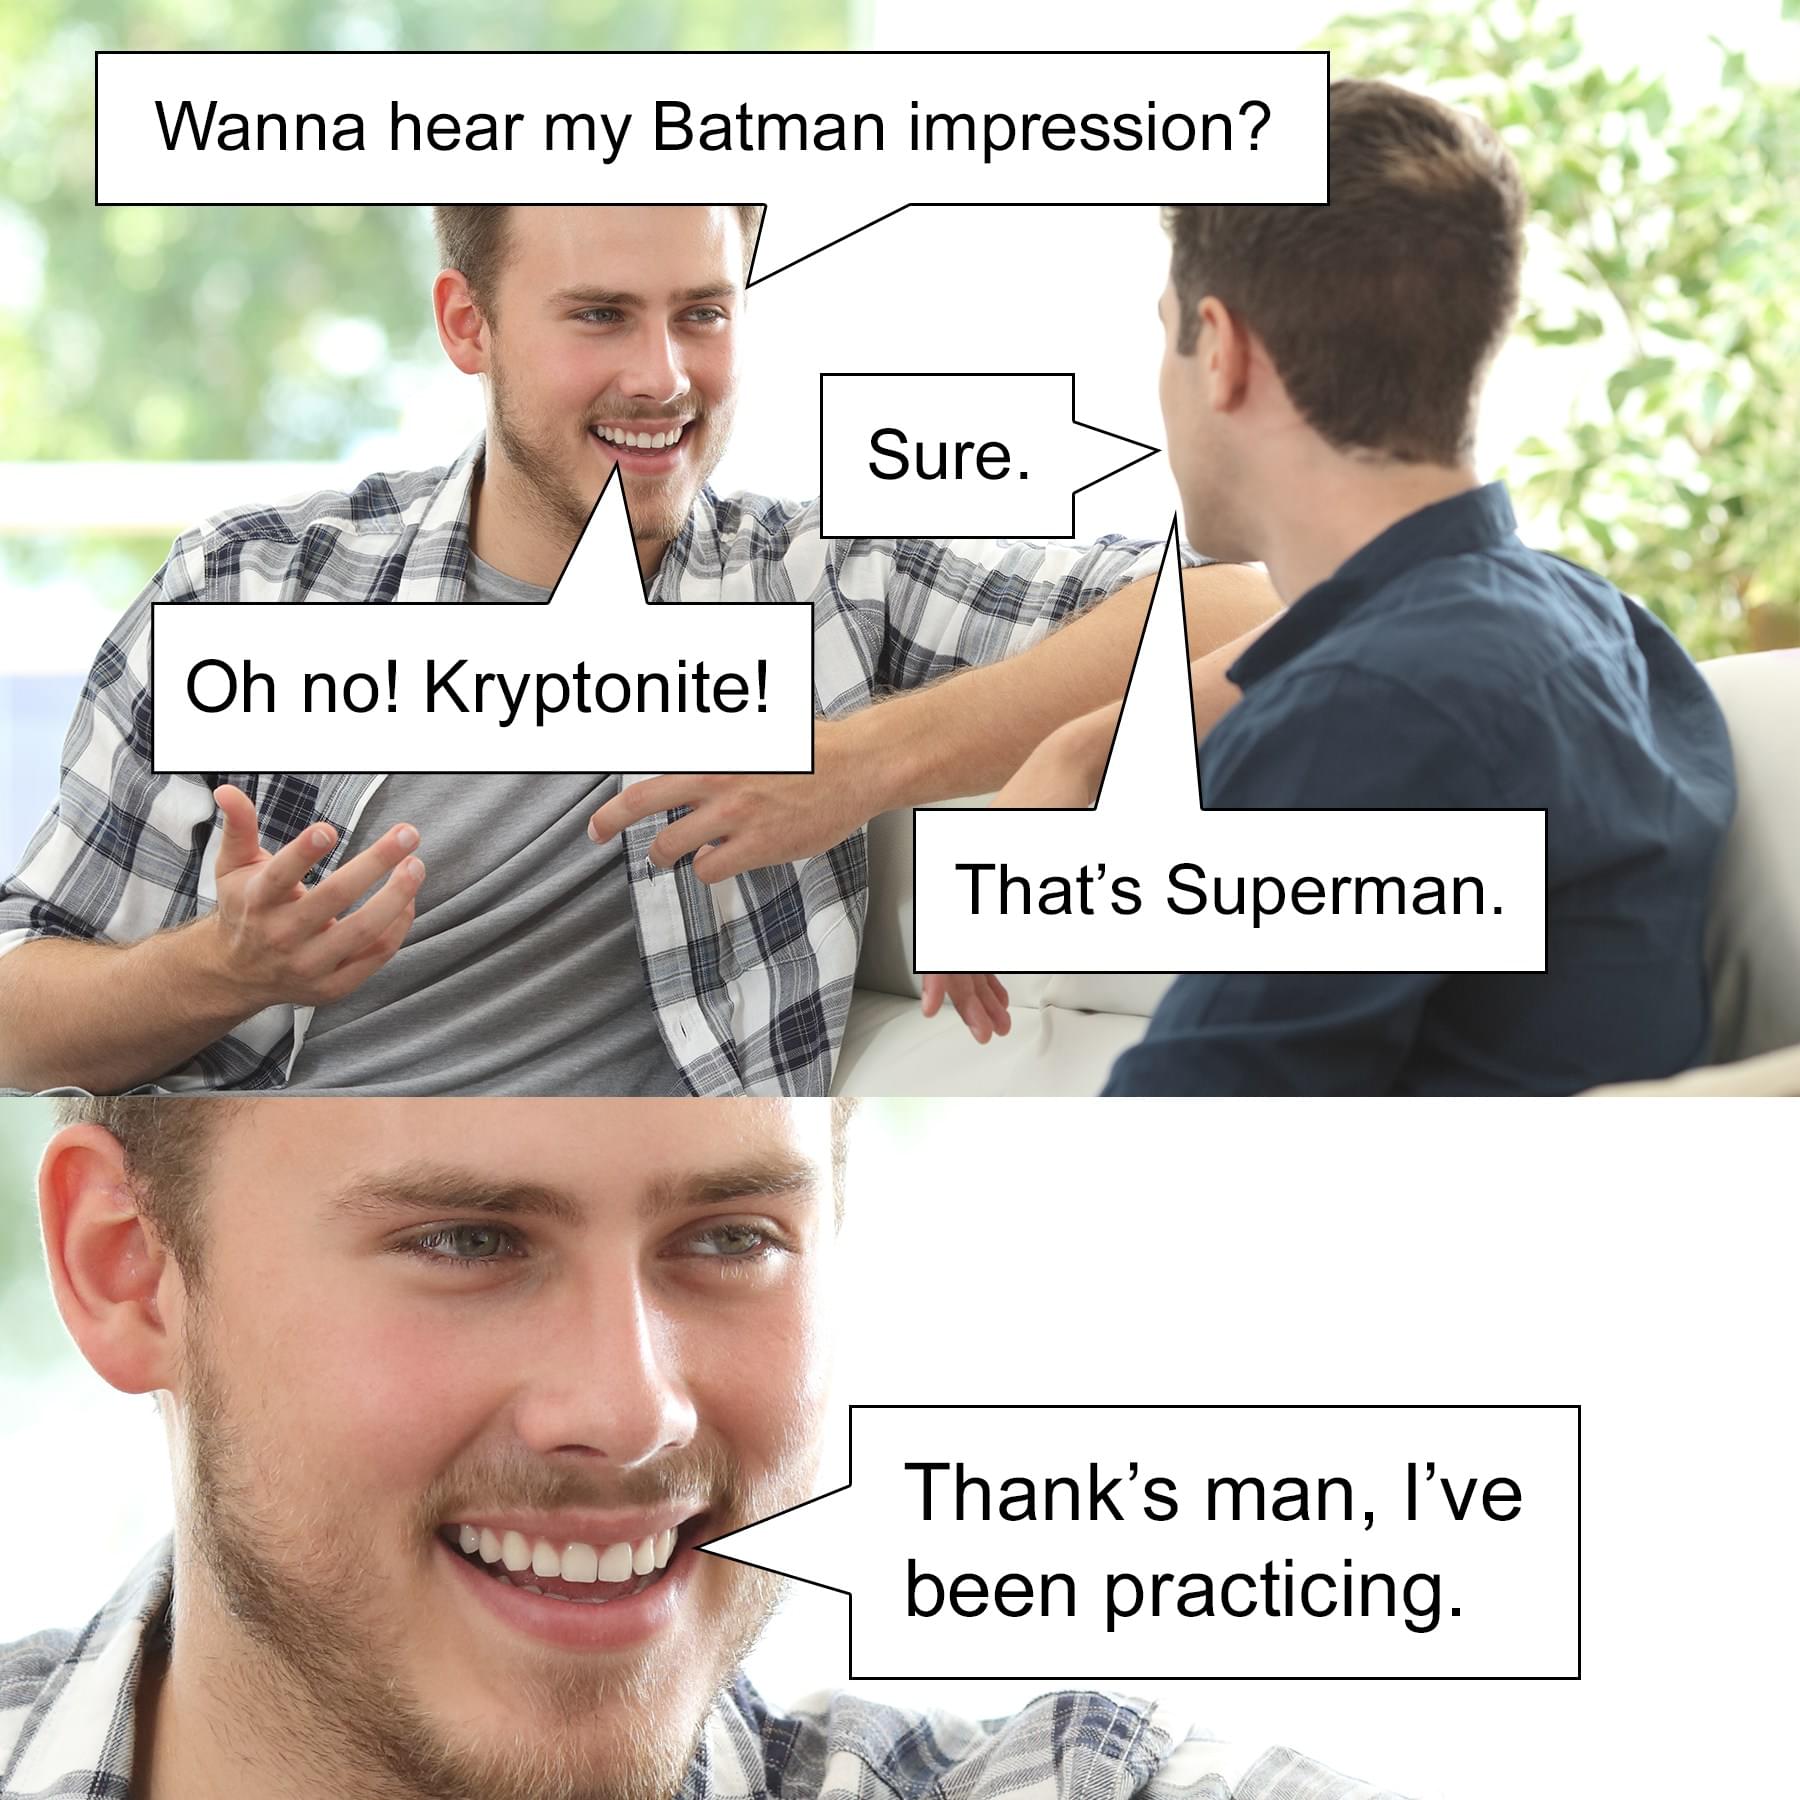 Wanna hear my Batman impression?
Sure.
Oh no! Kryptonite!
That’s Superman.
Thank’s man, I’ve
been practicing.